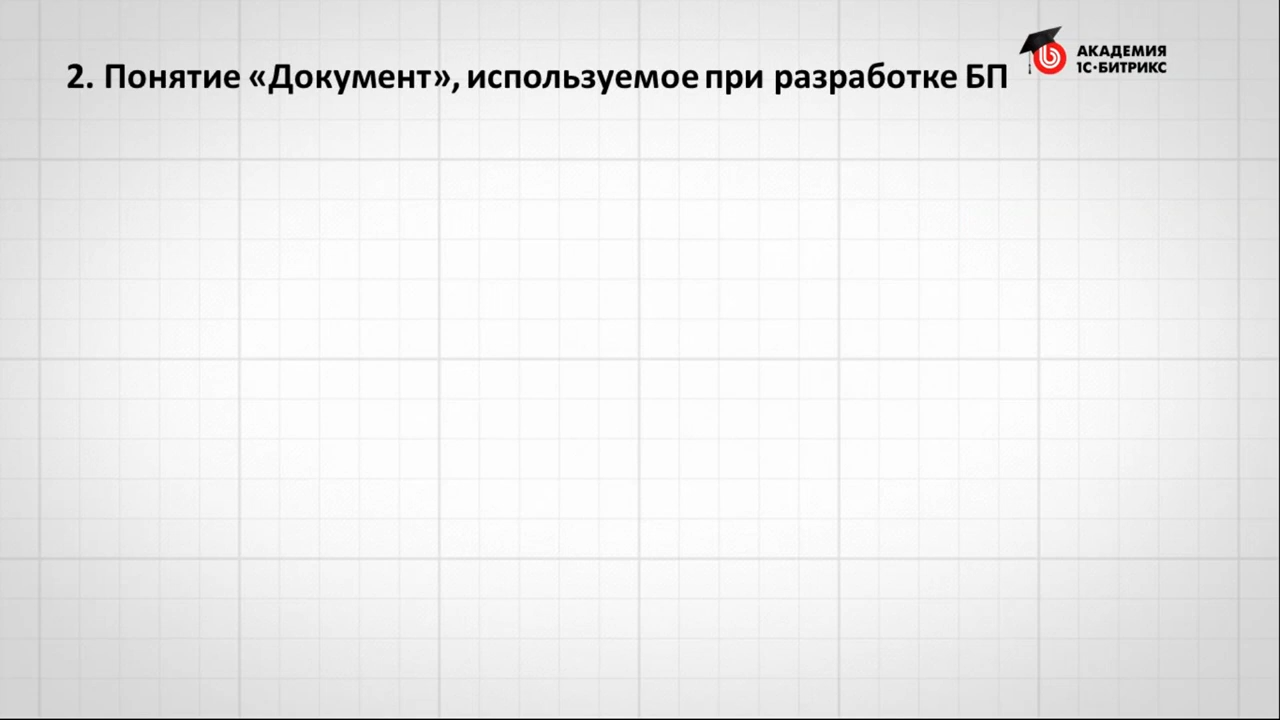 2. Понятие «Документ», используемое при разработке БП
АКАДЕМИЯ
1С·БИТРИКС